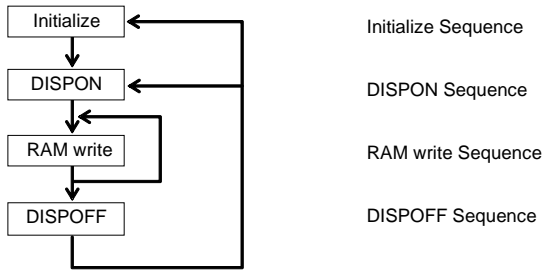 Initialize
Initialize Sequence
DISPON
DISPON Sequence
RAM write
RAM write Sequence
DISPOFF
DISPOFF Sequence